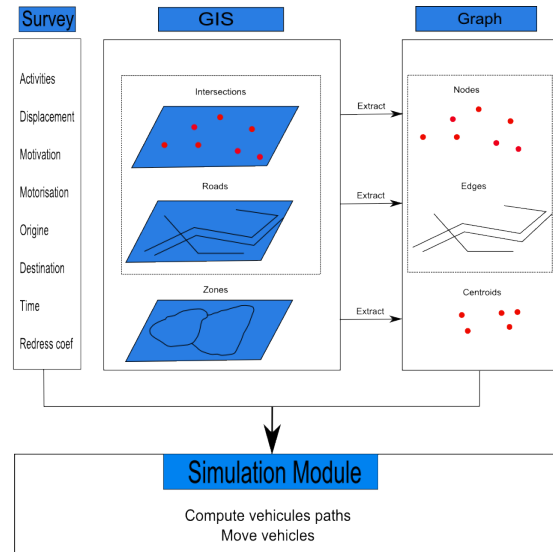 Survey
GIS
Graph
Activities
Displacement
Motivation
Motorisation
Origine
Destination
Time
Redress coef
Intersections
Roads
Zones
Extract
Extract
Extract
Nodes
Edges
Centroids
Simulation Module
Compute vehicules paths
Move vehicles